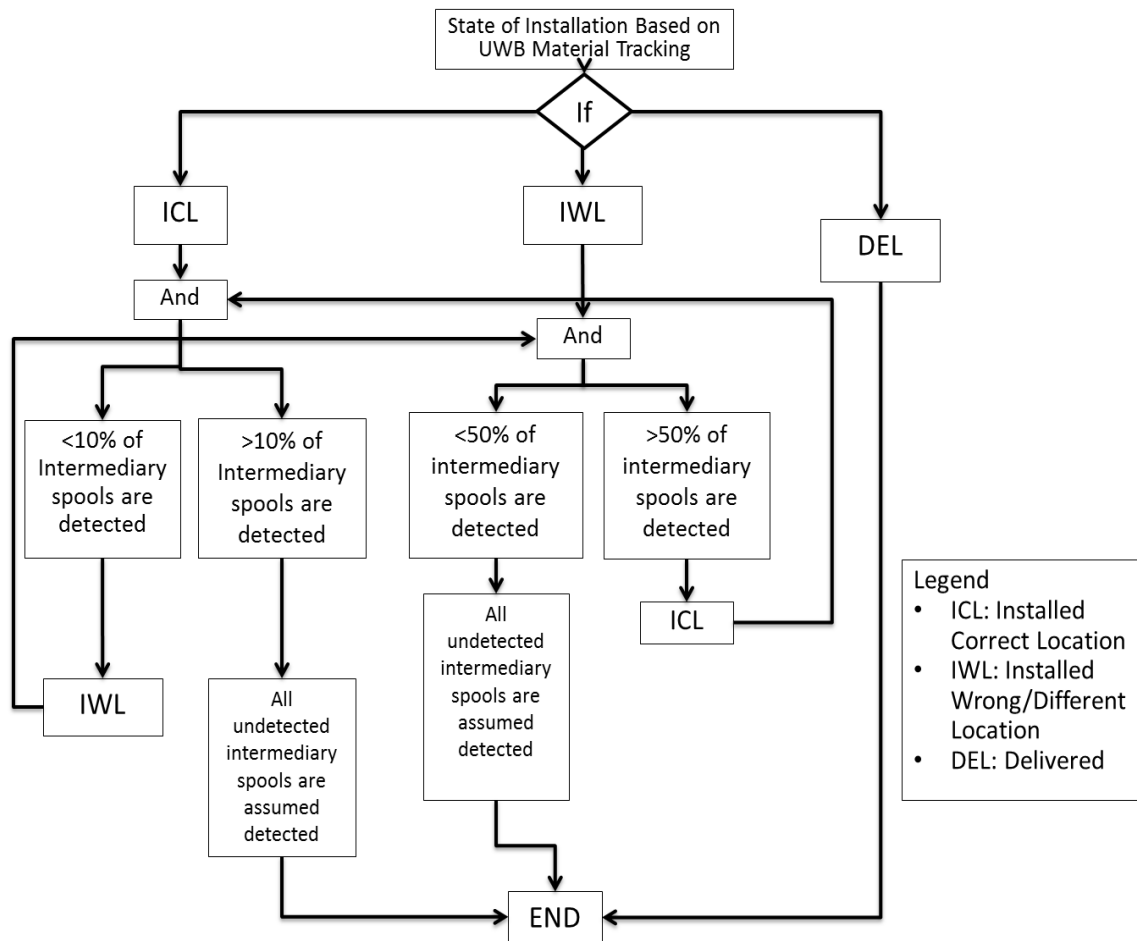 State of Installation Based on
UWB Material Tracking
If
ICL
IWL
DEL
And
And
<10% of
Intermediary
spools are
detected
>10% of
Intermediary
spools are
detected
<50% of
intermediary
spools are
detected
>50% of
intermediary
spools are
detected
IWL
All
undetected
intermediary
spools are
assumed
detected
All
undetected
intermediary
spools are
assumed
detected
ICL
END
Legend
• ICL: Installed
Correct Location
• IWL: Installed
Wrong/Different
Location
• DEL: Delivered